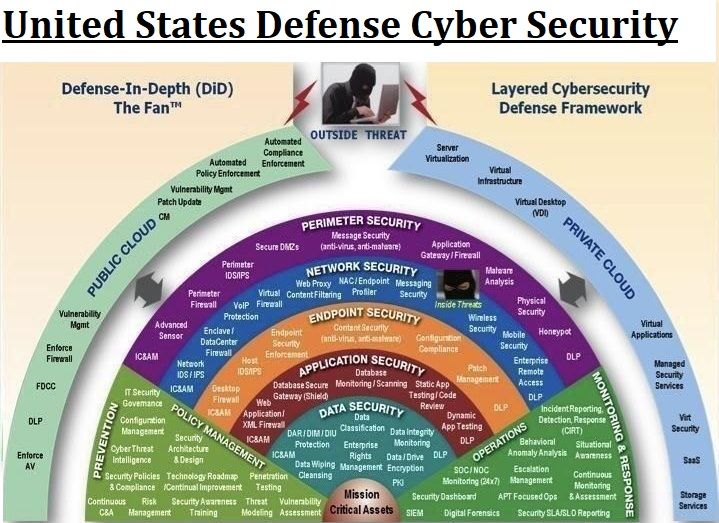 United States Defense Cyber Security
Defense-In-Depth (DiD)
The Fan™
Layered Cybersecurity
Defense Framework
OUTSIDE THREAT
PUBLIC CLOUD
Automated
Compliance
Enforcement
Automated
Policy Enforcement
Vulnerability Mgmt
Patch Update
CM
Vulnerability
Mgmt
Enforce
Firewall
FDCC
DLP
Enforce
AV
PRIVATE CLOUD
Server
Virtualization
Virtual
Infrastructure
Virtual Desktop
(VDI)
Virtual
Applications
Managed
Security
Services
Virt
Security
SaaS
Storage
Services
PERIMETER SECURITY
Message Security
(anti-virus, anti-malware)
Secure DMZs
Application
Gateway / Firewall
Perimeter
IDS/IPS
Malware
Analysis
Perimeter
Firewall
Physical
Security
Advanced
Sensor
Honeypot
IC&AM
DLP
NETWORK SECURITY
NAC / Endpoint
Profiler
Web Proxy
Content Filtering
Messaging
Security
Inside Threats
Virtual
Firewall
VoIP
Protection
Wireless
Security
Enclave /
DataCenter
Firewall
Mobile
Security
Network
IDS / IPS
Enterprise
Remote
Access
IC&AM
DLP
ENDPOINT SECURITY
Content Security
(anti-virus, anti-malware)
Endpoint
Security
Enforcement
Configuration
Compliance
Host
IDS/IPS
Patch
Management
Desktop
Firewall
IC&AM
DLP
APPLICATION SECURITY
Database
Monitoring / Scanning
Database Secure
Gateway (Shield)
Static App
Testing / Code
Review
Web
Application /
XML Firewall
Dynamic
App Testing
IC&AM
DLP
DATA SECURITY
Data
Classification
DAR / DIM / DIU
Protection
Data Integrity
Monitoring
Enterprise
Rights
Management
IC&AM
Data Wiping
Cleansing
Data / Drive
Encryption
DLP
PKI
Mission
Critical Assets
PREVENTION
POLICY MANAGEMENT
IT Security
Governance
Configuration
Management
Security
Architecture
& Design
Cyber Threat
Intelligence
Security Policies
& Compliance
Technology Roadmap
/Continual Improvement
Penetration
Testing
Continuous
C&A
Risk
Management
Security Awareness
Training
Threat
Modeling
Vulnerability
Assessment
OPERATIONS
MONITORING & RESPONSE
Incident Reporting,
Detection, Response
(CIRT)
Behavioral
Anomaly Analysis
Situational
Awareness
SOC / NOC
Monitoring (24x7)
Escalation
Management
Continuous
Monitoring
& Assessment
Security Dashboard
APT Focused Ops
SIEM
Digital Forensics
Security SLA/SLO Reporting